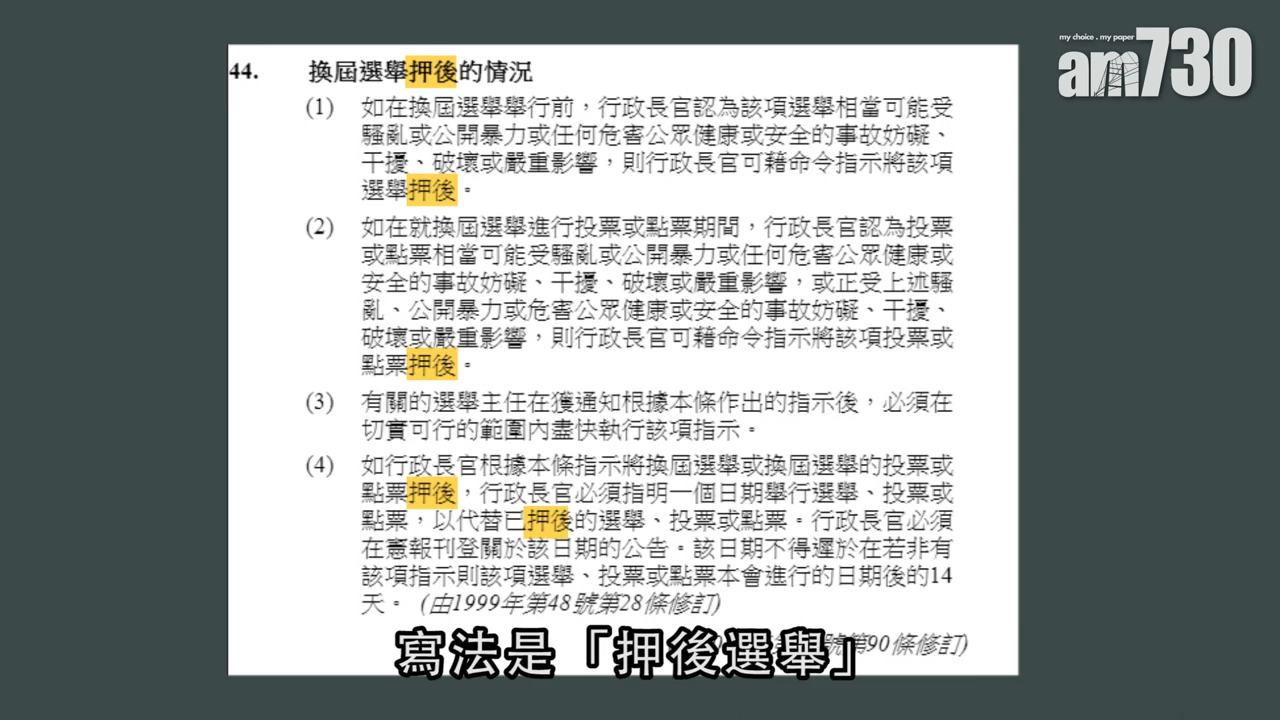 my choice . my paper
am730
44. 換屆選舉押後的情況
(1) 如在換屆選舉舉行前，行政長官認為該項選舉相當可能受
騷亂或公開暴力或任何危害公眾健康或安全的事故妨礙、
干擾、破壞或嚴重影響，則行政長官可藉命令指示將該項
選舉押後。
(2) 如在就換屆選舉進行投票或點票期間，行政長官認為投票
或點票相當可能受騷亂或公開暴力或任何危害公眾健康或
安全的事故妨礙、干擾、破壞或嚴重影響，或正受上述騷
亂、公開暴力或危害公眾健康或安全的事故妨礙、干擾、
破壞或嚴重影響，則行政長官可藉命令指示將該項投票或
點票押後。
(3) 有關的選舉主任在獲通知根據本條作出的指示後，必須在
切實可行的範圍內盡快執行該項指示。
(4) 如行政長官根據本條指示將換屆選舉或換屆選舉的投票或
點票押後，行政長官必須指明一個日期舉行選舉、投票或
點票，以代替已押後的選舉、投票或點票。行政長官必須
在憲報刊登關於該日期的公告。該日期不得遲於在若非有
該項指示則該項選舉、投票或點票本會進行的日期後的14
天。 (由1999年第48號第28條修訂)
號第90條修訂)
寫法是「押後選舉」